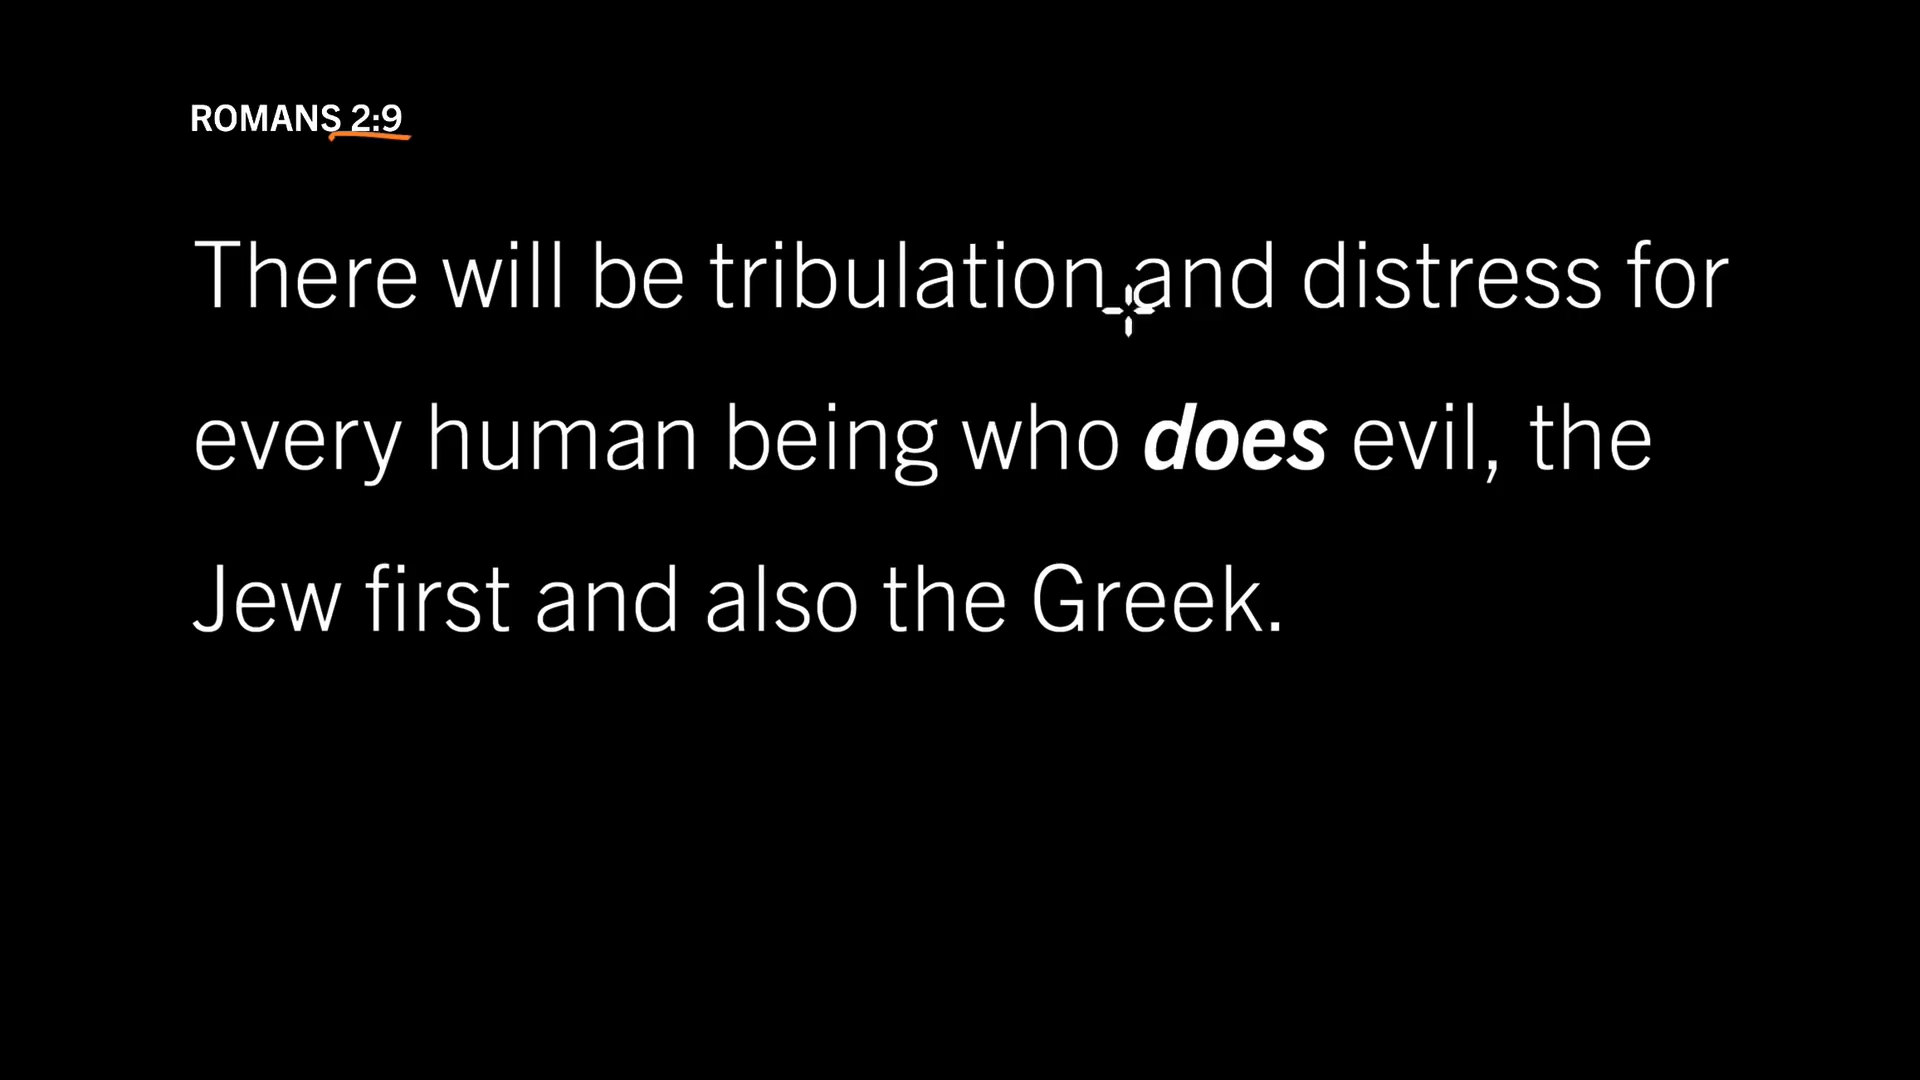 ROMANS 2:9
There will be tribulation and distress for
every human being who does evil, the
Jew first and also the Greek.